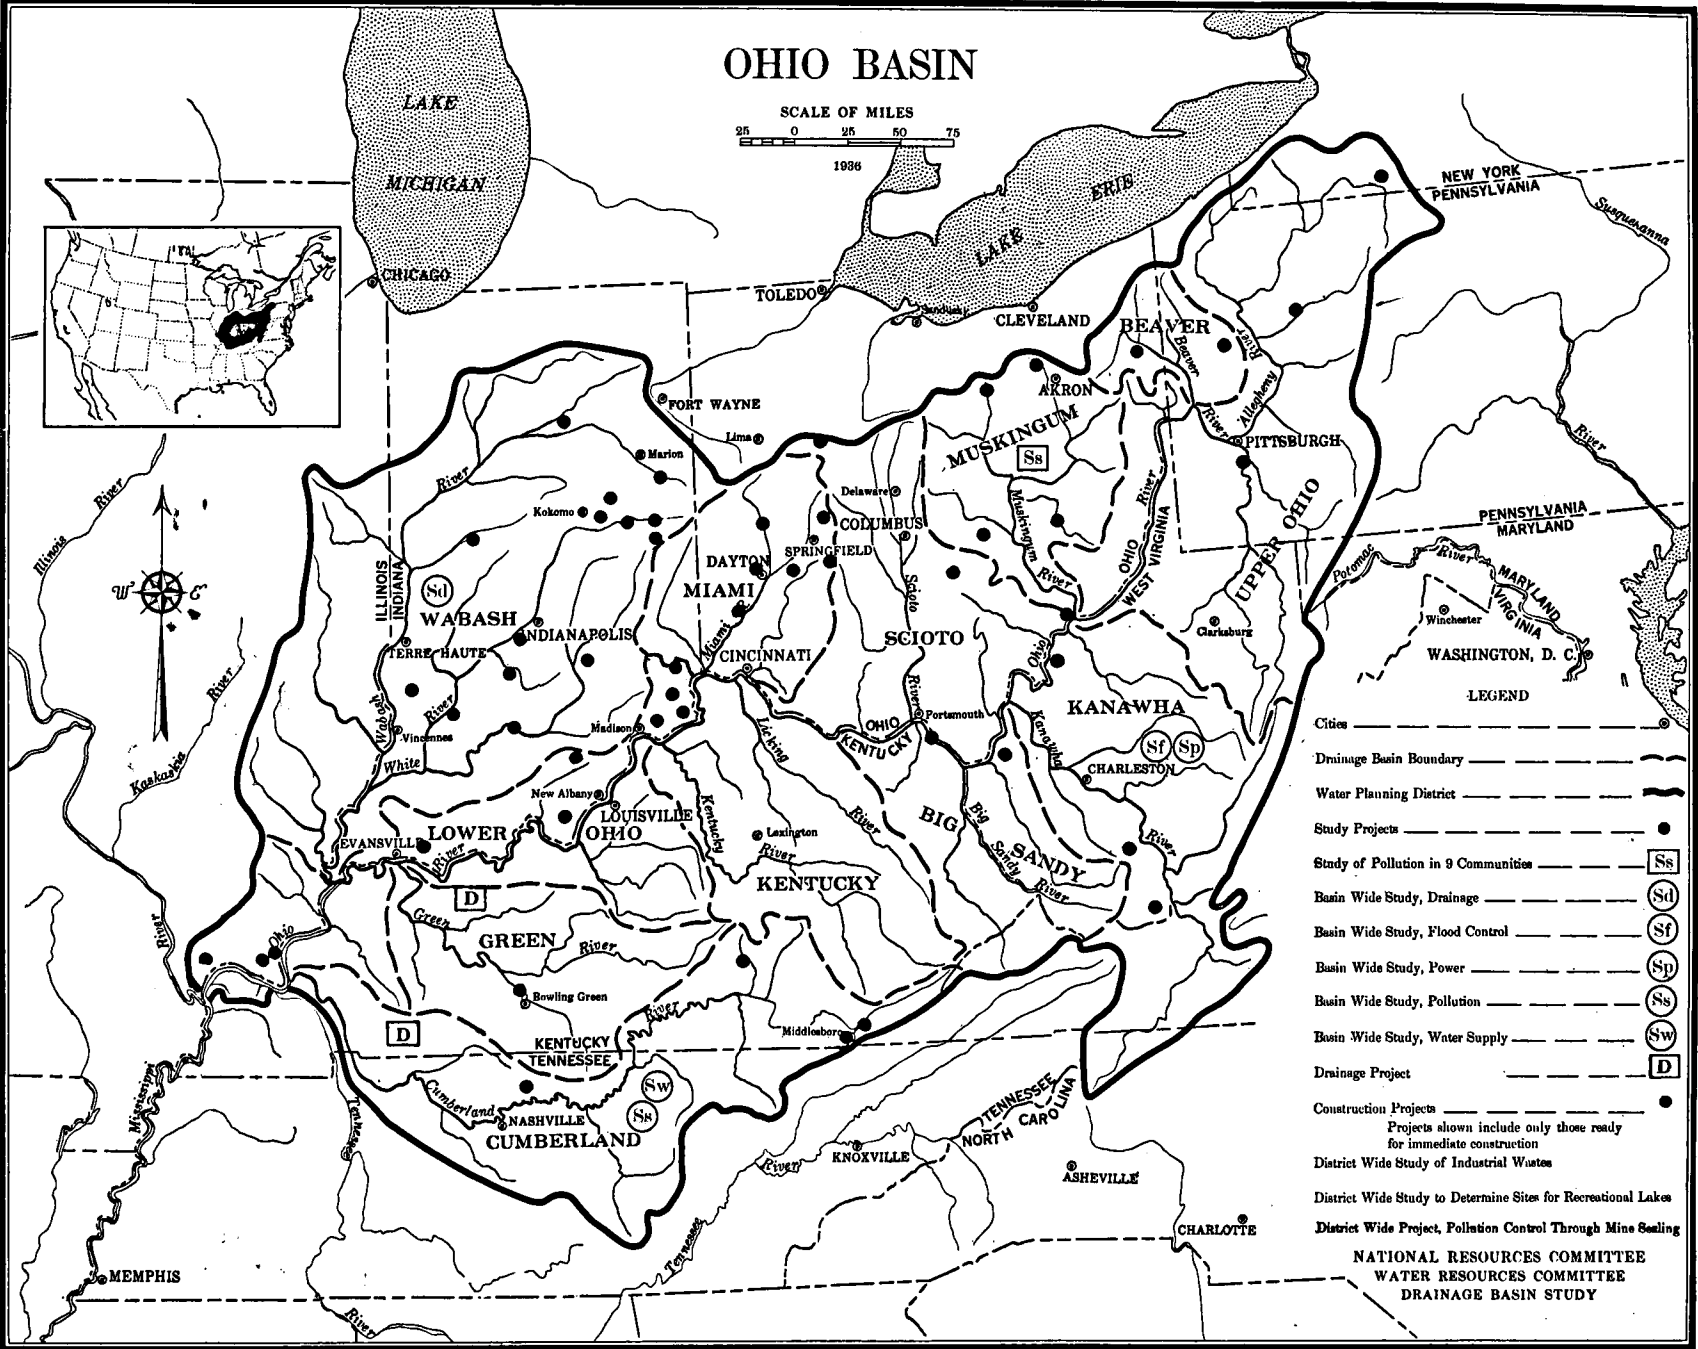 OHIO BASIN
SCALE OF MILES
25 0 25 50 75
1936
LAKE
MICHIGAN
LAKE
ERIE
NEW YORK
PENNSYLVANIA
Susquehanna
River
CHICAGO
TOLEDO
Sandusky
CLEVELAND
BEAVER
Beaver
River
River
Allegheny
River
AKRON
FORT WAYNE
Lima
MUSKINGUM
Ss
PITTSBURGH
Marion
River
Delaware
River
Kokomo
COLUMBUS
Muskingum
River
SPRINGFIELD
DAYTON
MIAMI
Miami
OHIO
WEST VIRGINIA
UPPER OHIO
PENNSYLVANIA
MARYLAND
Potomac
River
MARYLAND
VIRGINIA
Winchester
WASHINGTON, D. C.
River
Illinois
W E
ILLINOIS
INDIANA
Sd
WABASH
INDIANAPOLIS
TERRE HAUTE
Scioto
SCIOTO
River
CINCINNATI
Clarksburg
Ohio
KANAWHA
Kanawha
Sf Sp
CHARLESTON
River
River
Kaskaskia
Wabash
River
Vincennes
White
Madison
Licking
River
OHIO
KENTUCKY
Portsmouth
New Albany
LOUISVILLE
Kentucky
Lexington
River
BIG
SANDY
Big
Sandy
River
EVANSVILLE
LOWER
OHIO
River
KENTUCKY
D
Green
GREEN
River
River
Ohio
Bowling Green
River
D
KENTUCKY
TENNESSEE
Middlesboro
Sw
Ss
Cumberland
NASHVILLE
CUMBERLAND
Mississippi
Tennessee
TENNESSEE
NORTH CAROLINA
River
KNOXVILLE
ASHEVILLE
CHARLOTTE
Tennessee
MEMPHIS
River
LEGEND
Cities
Drainage Basin Boundary
Water Planning District
Study Projects
Study of Pollution in 9 Communities Ss
Basin Wide Study, Drainage Sd
Basin Wide Study, Flood Control Sf
Basin Wide Study, Power Sp
Basin Wide Study, Pollution Ss
Basin Wide Study, Water Supply Sw
Drainage Project D
Construction Projects
Projects shown include only those ready
for immediate construction
District Wide Study of Industrial Wastes
District Wide Study to Determine Sites for Recreational Lakes
District Wide Project, Pollution Control Through Mine Sealing
NATIONAL RESOURCES COMMITTEE
WATER RESOURCES COMMITTEE
DRAINAGE BASIN STUDY